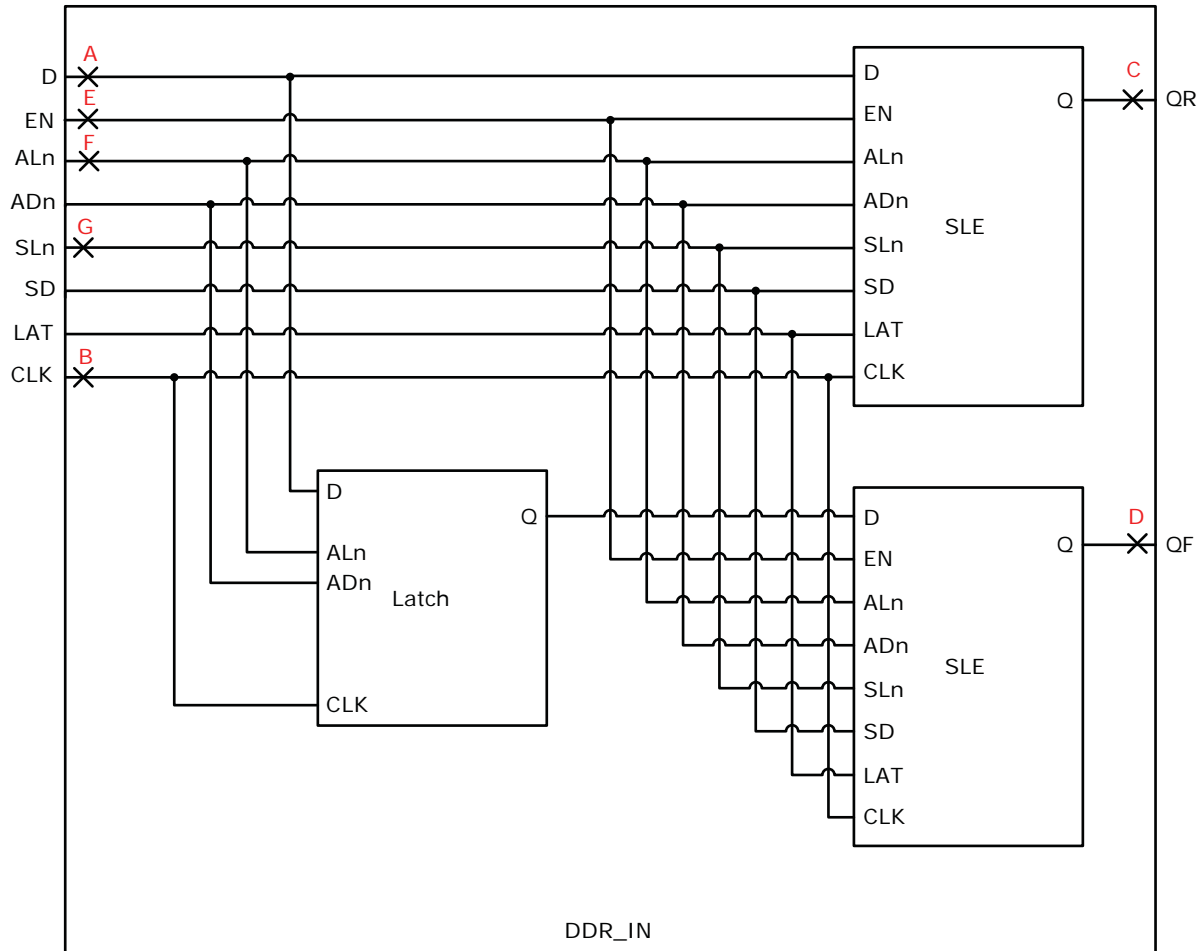 A
D
E
EN
F
ALn
ADn
G
SLn
SD
LAT
B
CLK
D
EN
ALn
ADn
SLn
SD
LAT
CLK
SLE
Q
C
QR
D
ALn
ADn
CLK
Latch
Q
D
EN
ALn
ADn
SLn
SD
LAT
CLK
SLE
Q
D
QF
DDR_IN